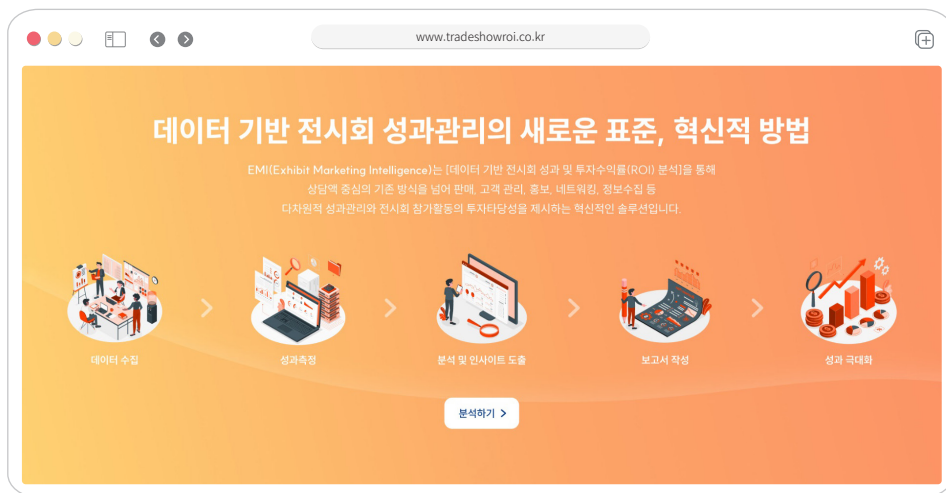 www.tradeshowroi.co.kr
데이터 기반 전시회 성과관리의 새로운 표준, 혁신적 방법
EMI(Exhibit Marketing Intelligence)는 [데이터 기반 전시회 성과 및 투자수익률(ROI) 분석]을 통해
상담액 중심의 기존 방식을 넘어 판매, 고객 관리, 홍보, 네트워킹, 정보수집 등
다차원적 성과관리와 전시회 참가활동의 투자타당성을 제시하는 혁신적인 솔루션입니다.
데이터 수집
성과측정
분석 및 인사이트 도출
보고서 작성
성과 극대화
분석하기 >